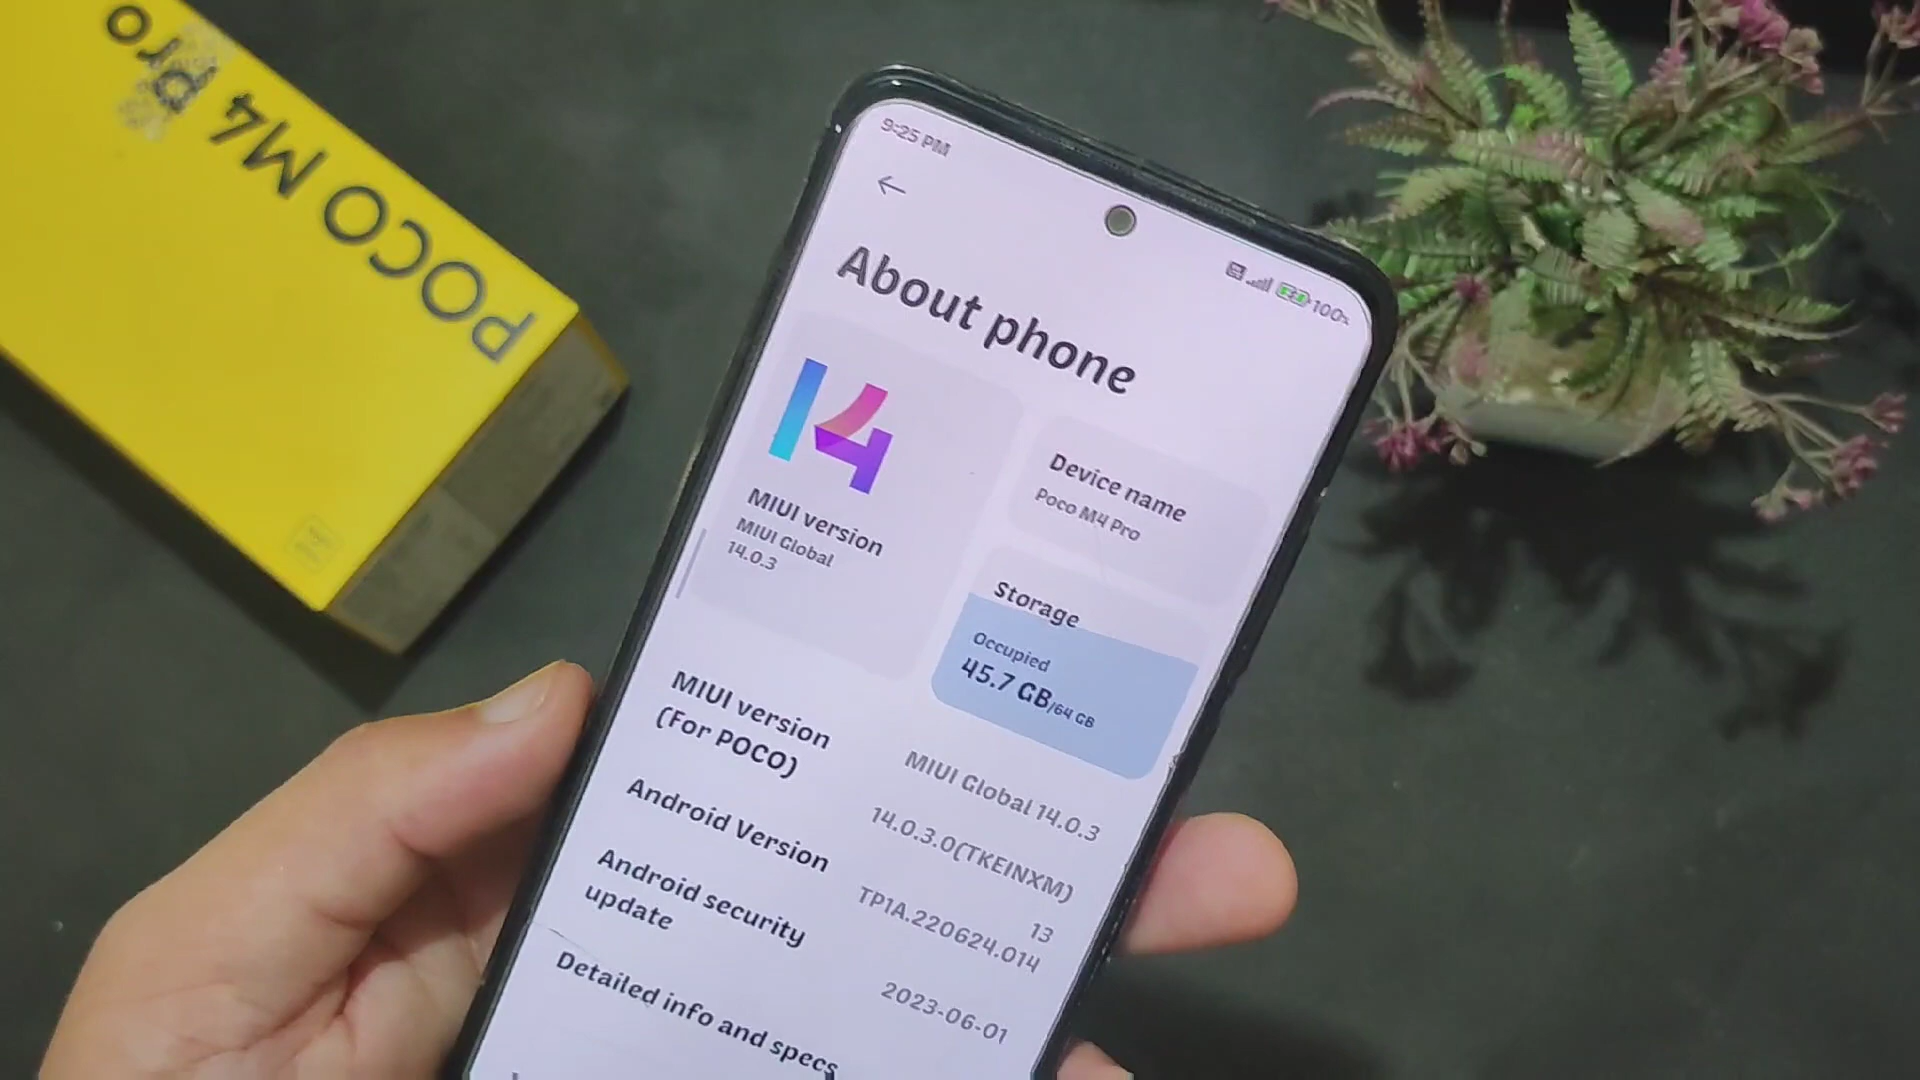 POCO M4 Pro
9:25 PM
100%
About phone
14
MIUI version
MIUI Global
14.0.3
Device name
Poco M4 Pro
Storage
Occupied
45.7 GB/64 GB
MIUI version
(For POCO)
MIUI Global 14.0.3
14.0.3.0(TKEINXM)
Android Version
13
TP1A.220624.014
Android security
update
2023-06-01
Detailed info and specs